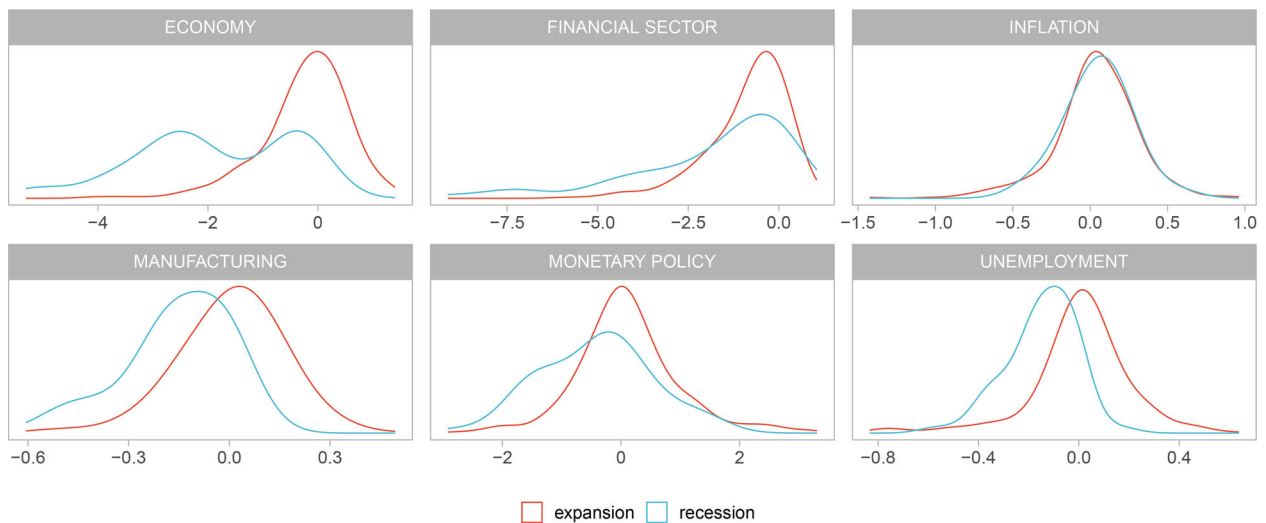 ECONOMY
FINANCIAL SECTOR
INFLATION
−4 −2 0
−7.5 −5.0 −2.5 0.0
−1.5 −1.0 −0.5 0.0 0.5 1.0
MANUFACTURING
MONETARY POLICY
UNEMPLOYMENT
−0.6 −0.3 0.0 0.3
−2 0 2
−0.8 −0.4 0.0 0.4
expansion recession